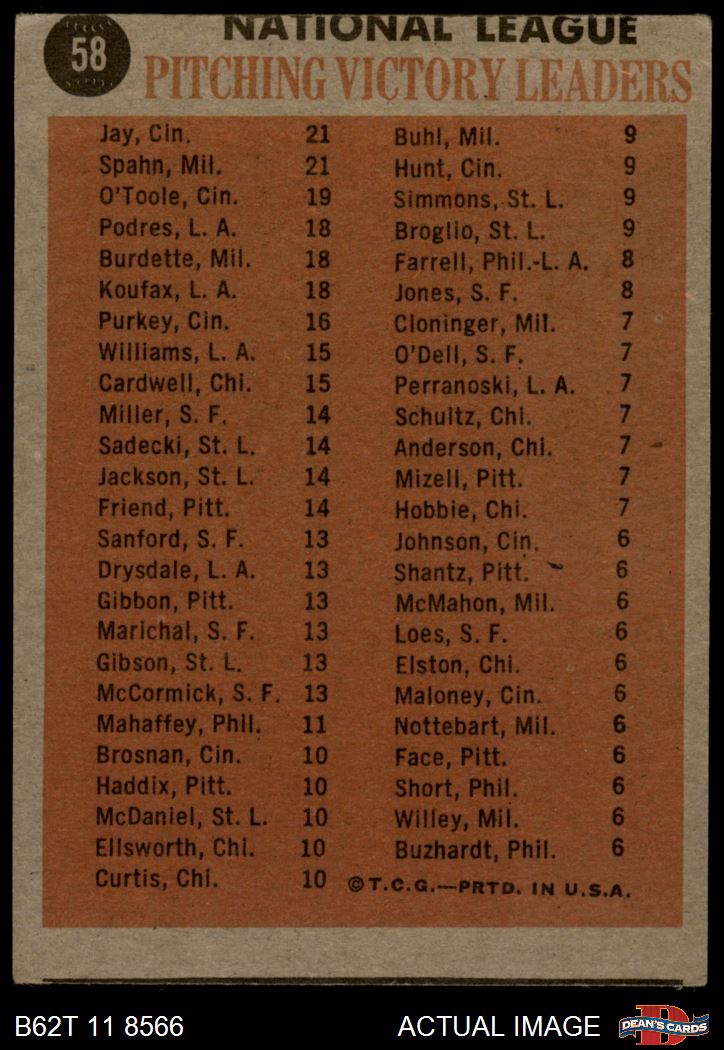 58
NATIONAL LEAGUE
PITCHING VICTORY LEADERS
Jay, Cin. 21
Spahn, Mil. 21
O'Toole, Cin. 19
Podres, L. A. 18
Burdette, Mil. 18
Koufax, L. A. 18
Purkey, Cin. 16
Williams, L. A. 15
Cardwell, Chi. 15
Miller, S. F. 14
Sadecki, St. L. 14
Jackson, St. L. 14
Friend, Pitt. 14
Sanford, S. F. 13
Drysdale, L. A. 13
Gibbon, Pitt. 13
Marichal, S. F. 13
Gibson, St. L. 13
McCormick, S. F. 13
Mahaffey, Phil. 11
Brosnan, Cin. 10
Haddix, Pitt. 10
McDaniel, St. L. 10
Ellsworth, Chi. 10
Curtis, Chi. 10
Buhl, Mil. 9
Hunt, Cin. 9
Simmons, St. L. 9
Broglio, St. L. 9
Farrell, Phil.-L. A. 8
Jones, S. F. 8
Cloninger, Mil. 7
O'Dell, S. F. 7
Perranoski, L. A. 7
Schultz, Chi. 7
Anderson, Chi. 7
Mizell, Pitt. 7
Hobbie, Chi. 7
Johnson, Cin. 6
Shantz, Pitt. 6
McMahon, Mil. 6
Loes, S. F. 6
Elston, Chi. 6
Maloney, Cin. 6
Nottebart, Mil. 6
Face, Pitt. 6
Short, Phil. 6
Willey, Mil. 6
Buzhardt, Phil. 6
©T.C.G.—PRTD. IN U.S.A.
B62T 11 8566
ACTUAL IMAGE
D
DEAN'S CARDS